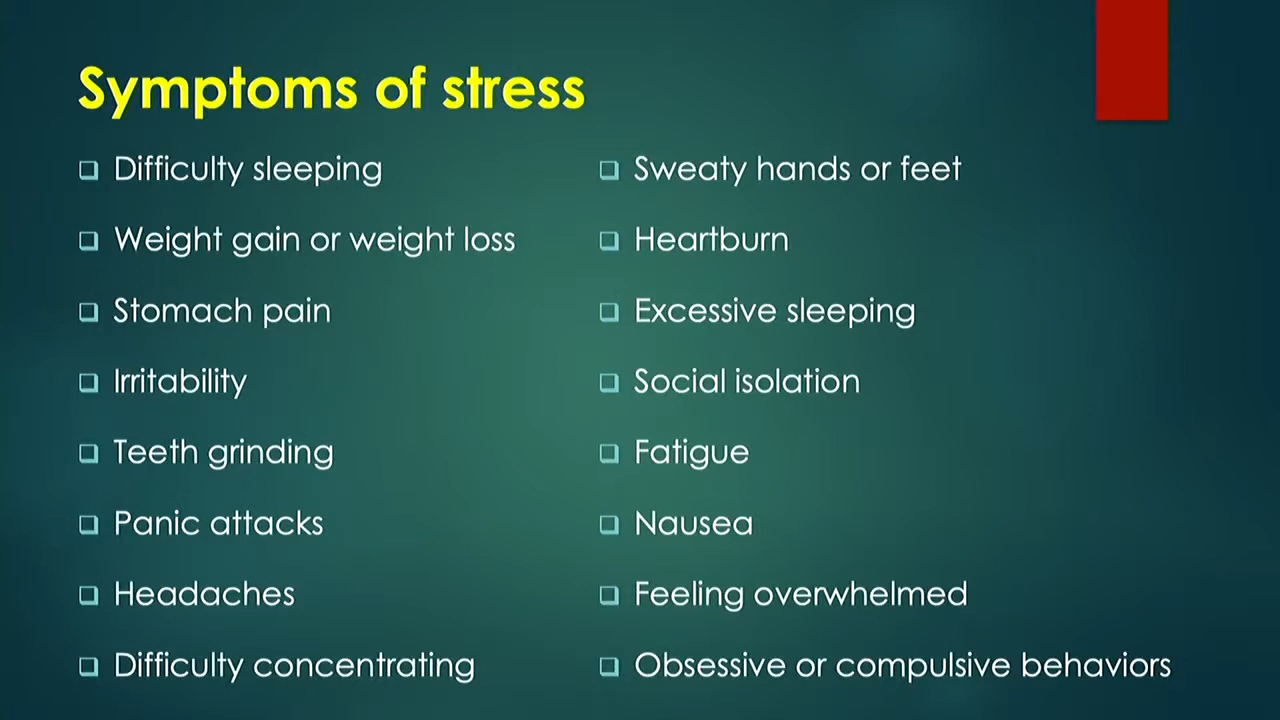 Symptoms of stress
Difficulty sleeping
Weight gain or weight loss
Stomach pain
Irritability
Teeth grinding
Panic attacks
Headaches
Difficulty concentrating
Sweaty hands or feet
Heartburn
Excessive sleeping
Social isolation
Fatigue
Nausea
Feeling overwhelmed
Obsessive or compulsive behaviors